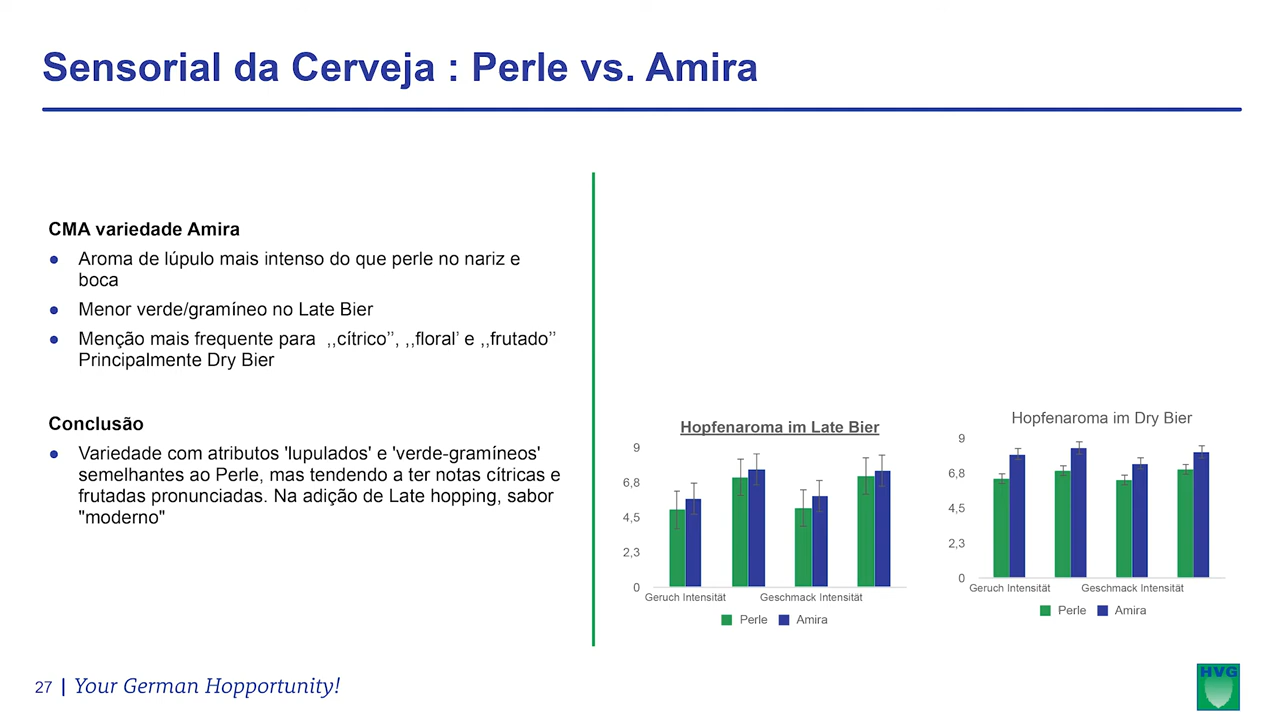 Sensorial da Cerveja : Perle vs. Amira
CMA variedade Amira
● Aroma de lúpulo mais intenso do que perle no nariz e
boca
● Menor verde/gramíneo no Late Bier
● Menção mais frequente para ,,cítrico’’, ,,floral’ e ,,frutado’’
Principalmente Dry Bier
Conclusão
● Variedade com atributos 'lupulados' e 'verde-gramíneos'
semelhantes ao Perle, mas tendendo a ter notas cítricas e
frutadas pronunciadas. Na adição de Late hopping, sabor
"moderno"
Hopfenaroma im Late Bier
9
6,8
4,5
2,3
0
Geruch Intensität Geschmack Intensität
Perle Amira
Hopfenaroma im Dry Bier
9
6,8
4,5
2,3
0
Geruch Intensität Geschmack Intensität
Perle Amira
27 | Your German Hopportunity!
HVG